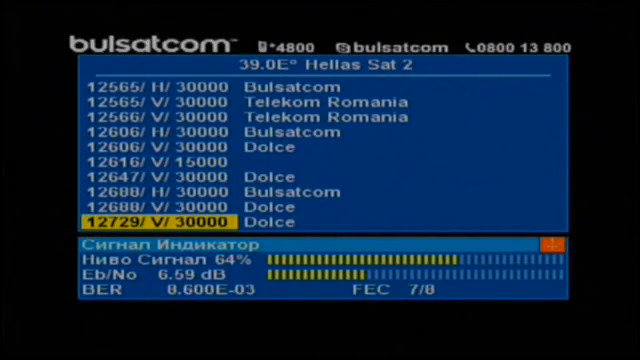 bulsatcom™ *4800 bulsatcom 0800 13 800
39.0E° Hellas Sat 2
12565/ H/ 30000 Bulsatcom
12565/ V/ 30000 Telekom Romania
12566/ V/ 30000 Telekom Romania
12606/ H/ 30000 Bulsatcom
12606/ V/ 30000 Dolce
12616/ V/ 15000
12647/ V/ 30000 Dolce
12688/ H/ 30000 Bulsatcom
12688/ V/ 30000 Dolce
12729/ V/ 30000 Dolce
Сигнал Индикатор
Ниво Сигнал 64%
Eb/No 6.59 dB
BER 8.600E-03 FEC 7/8